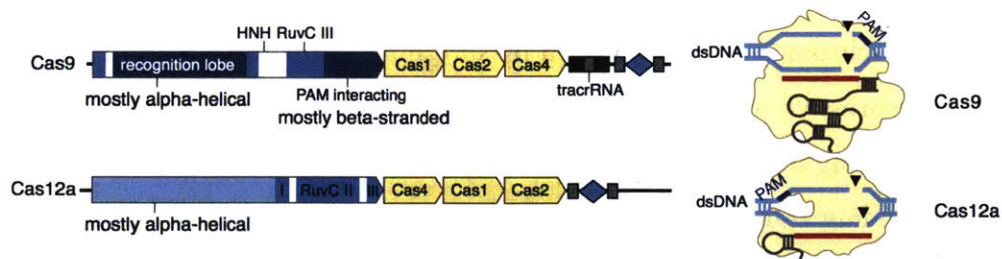 HNH RuvC III
Cas9
recognition lobe
Cas1
Cas2
Cas4
mostly alpha-helical
PAM interacting
mostly beta-stranded
tracrRNA
PAM
dsDNA
Cas9
Cas12a
I RuvC II III
Cas4
Cas1
Cas2
mostly alpha-helical
PAM
dsDNA
Cas12a